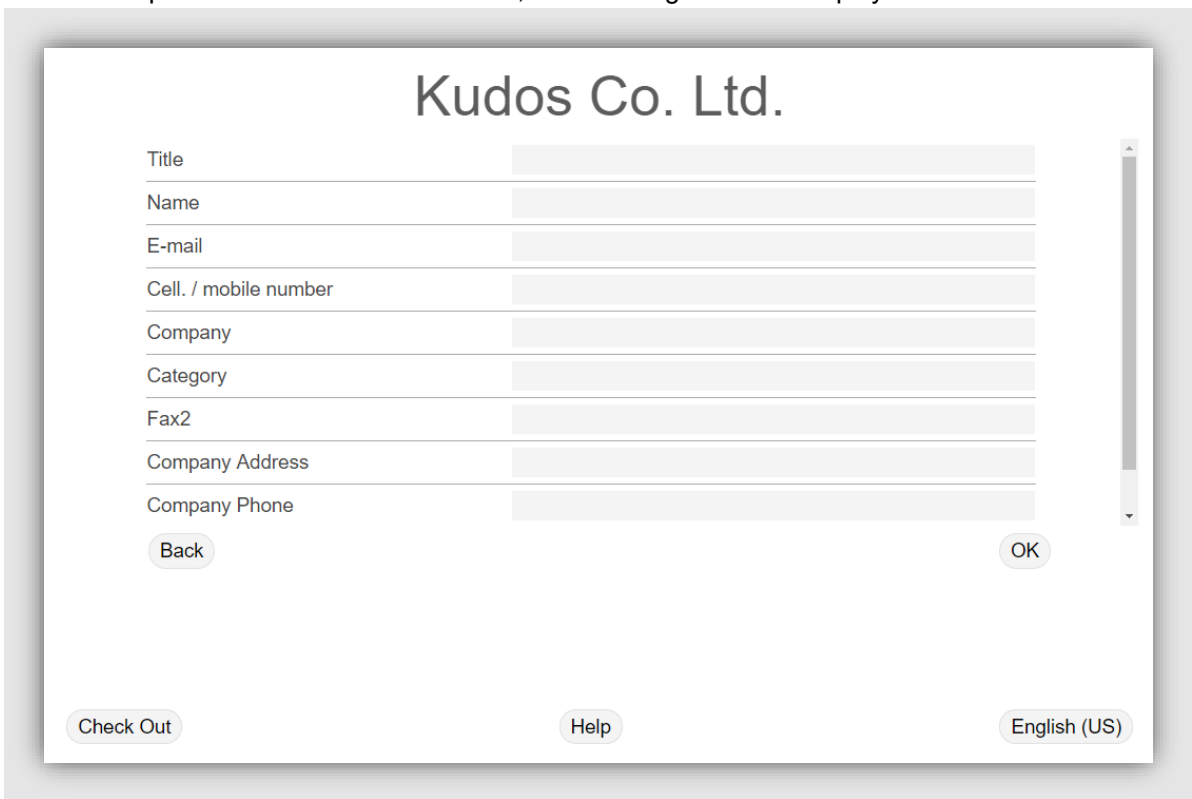 Kudos Co. Ltd.
Title
Name
E-mail
Cell. / mobile number
Company
Category
Fax2
Company Address
Company Phone
Back
OK
Check Out
Help
English (US)